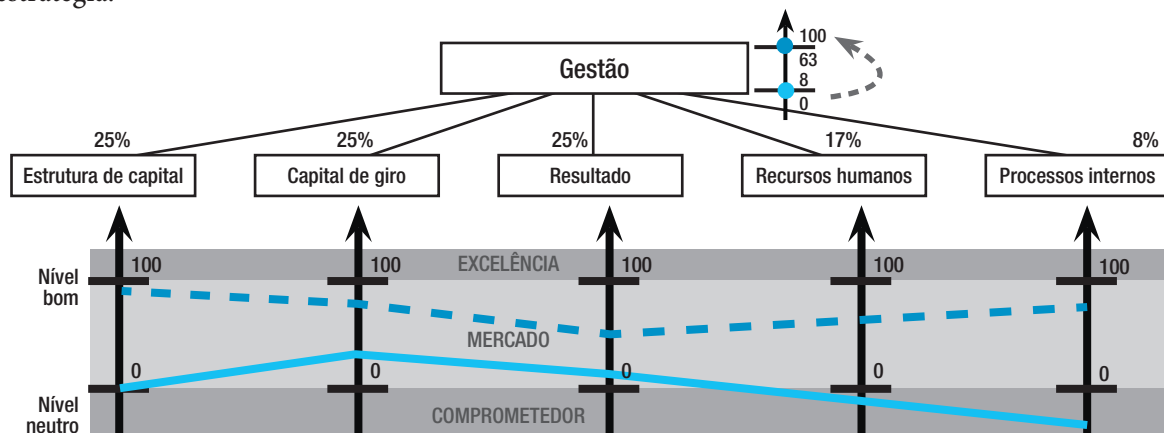 estratégia.
Gestão
100
63
8
0
25%
25%
25%
17%
8%
Estrutura de capital
Capital de giro
Resultado
Recursos humanos
Processos internos
EXCELÊNCIA
Nível
bom
100
100
100
100
100
MERCADO
0
0
0
0
0
Nível
neutro
COMPROMETEDOR